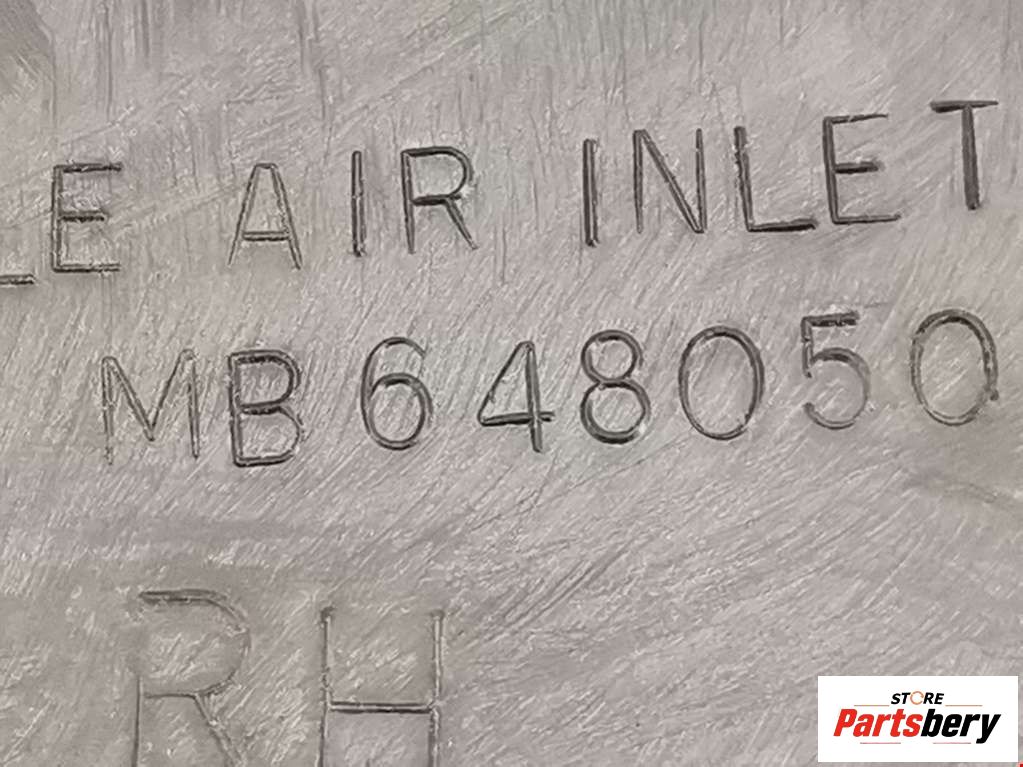 LE AIR INLET
MB648050
RH
STORE
Partsbery